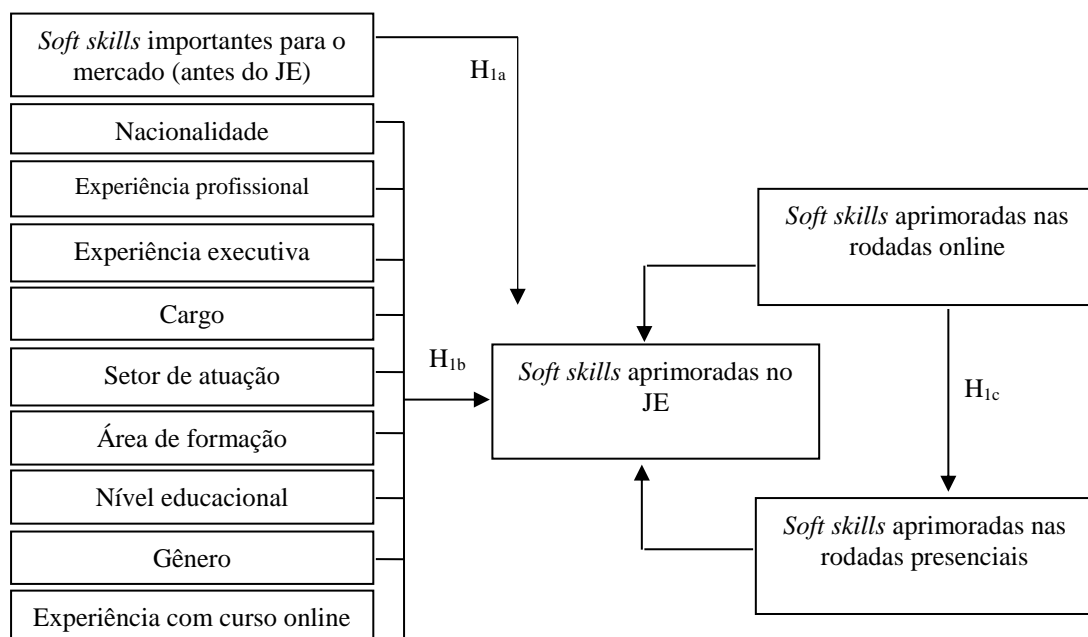 Soft skills importantes para o
mercado (antes do JE)
H1a
Nacionalidade
Experiência profissional
Experiência executiva
Cargo
Setor de atuação
Área de formação
Nível educacional
Gênero
Experiência com curso online
H1b
Soft skills aprimoradas no
JE
Soft skills aprimoradas nas
rodadas online
H1c
Soft skills aprimoradas nas
rodadas presenciais